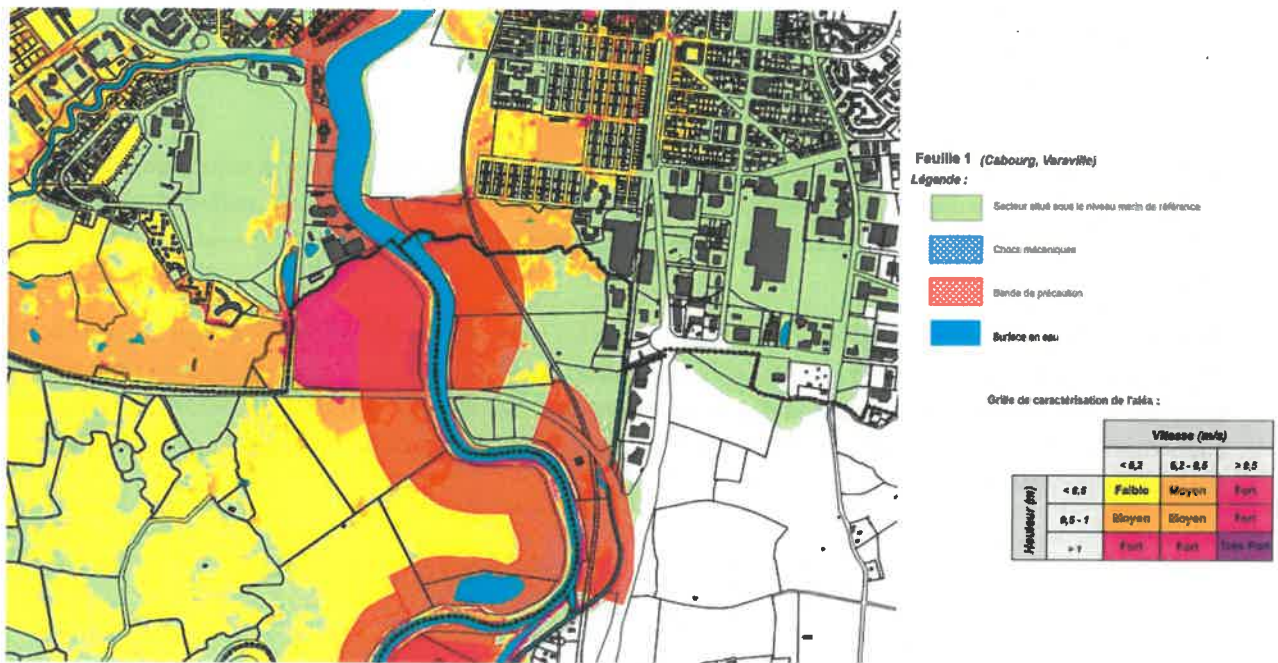 Feuille 1 (Cabourg, Varaville)
Légende :
Secteur situé sous le niveau marin de référence
Chocs mécaniques
Bande de précaution
Surface en eau
Grille de caractérisation de l'aléa :
Vitesse (m/s)
< 0,2 0,2 - 0,5 > 0,5
Hauteur (m)
< 0,5 Faible Moyen Fort
0,5 - 1 Moyen Moyen Fort
> 1 Fort Fort Très Fort